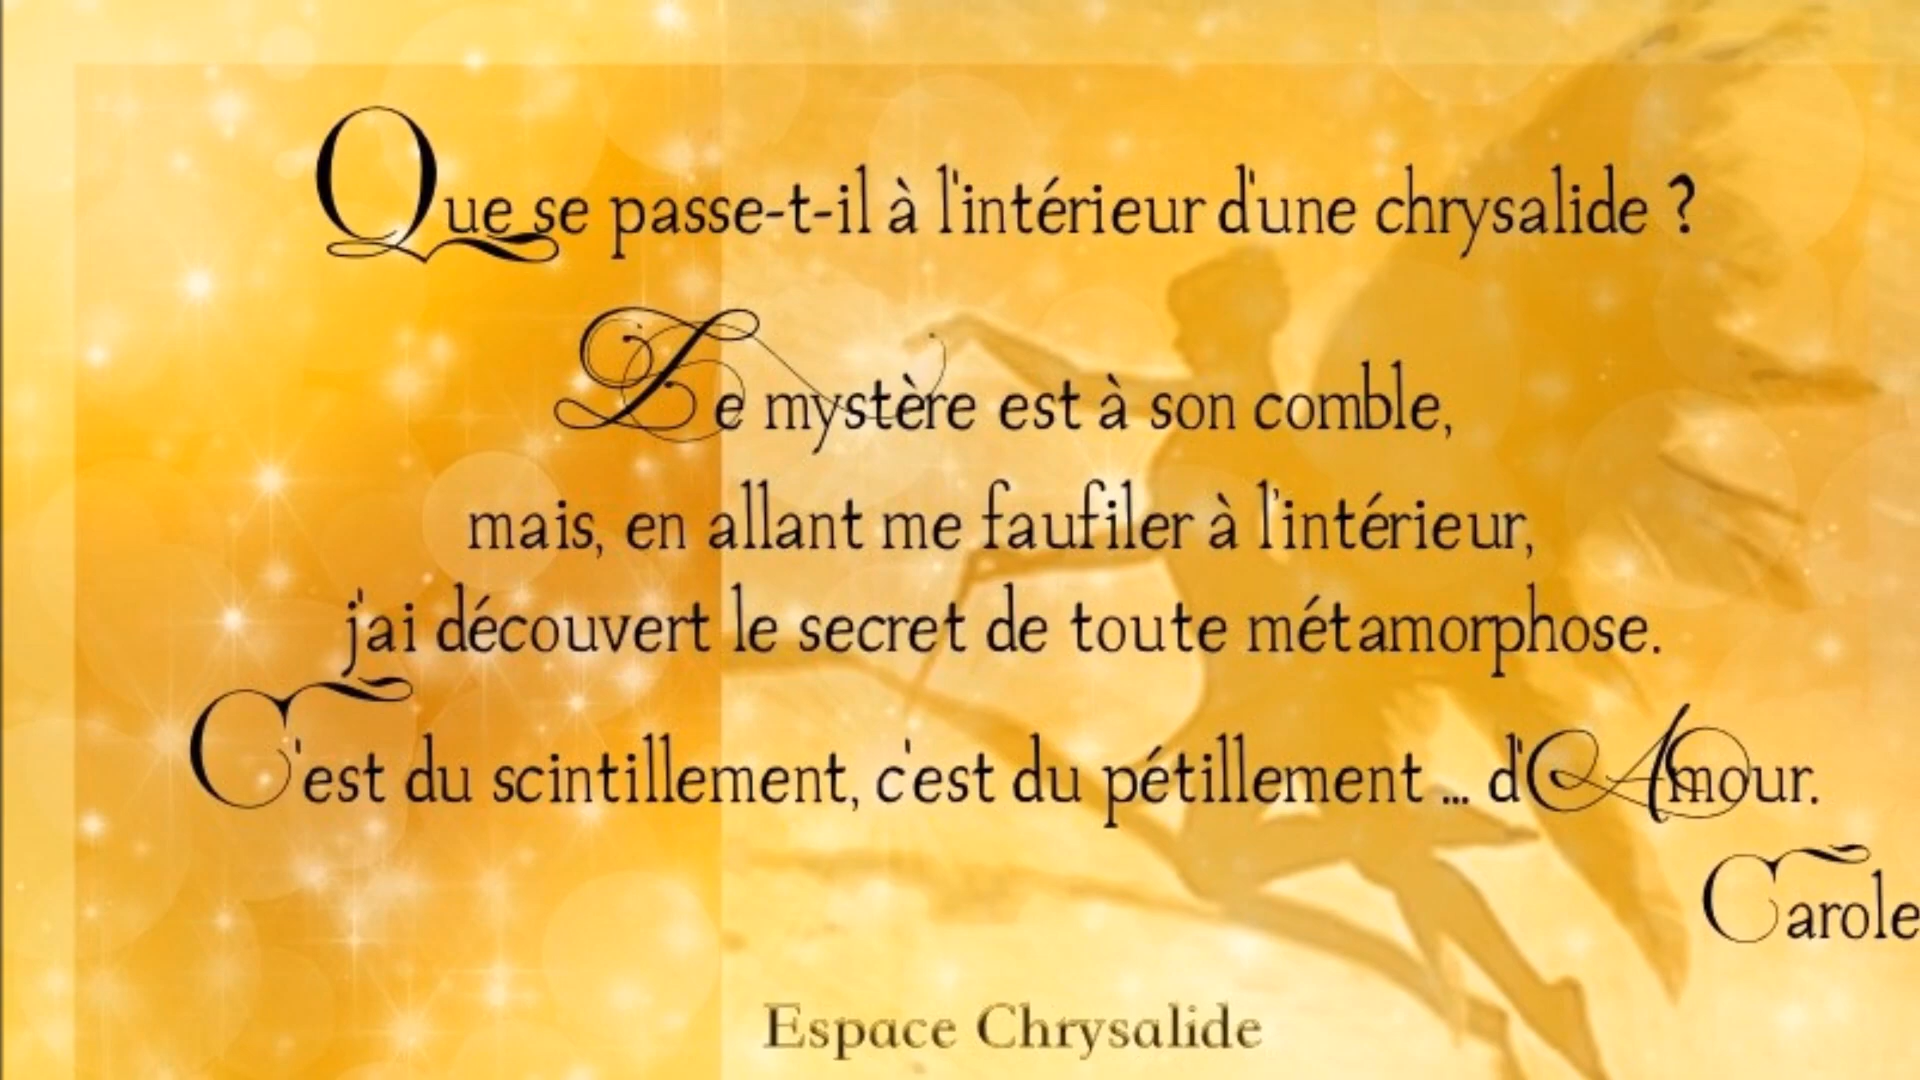 Que se passe-t-il à l'intérieur d'une chrysalide ?
Le mystère est à son comble,
mais, en allant me faufiler à l'intérieur,
j'ai découvert le secret de toute métamorphose.
C'est du scintillement, c'est du pétillement ... d'Amour.
Carole
Espace Chrysalide